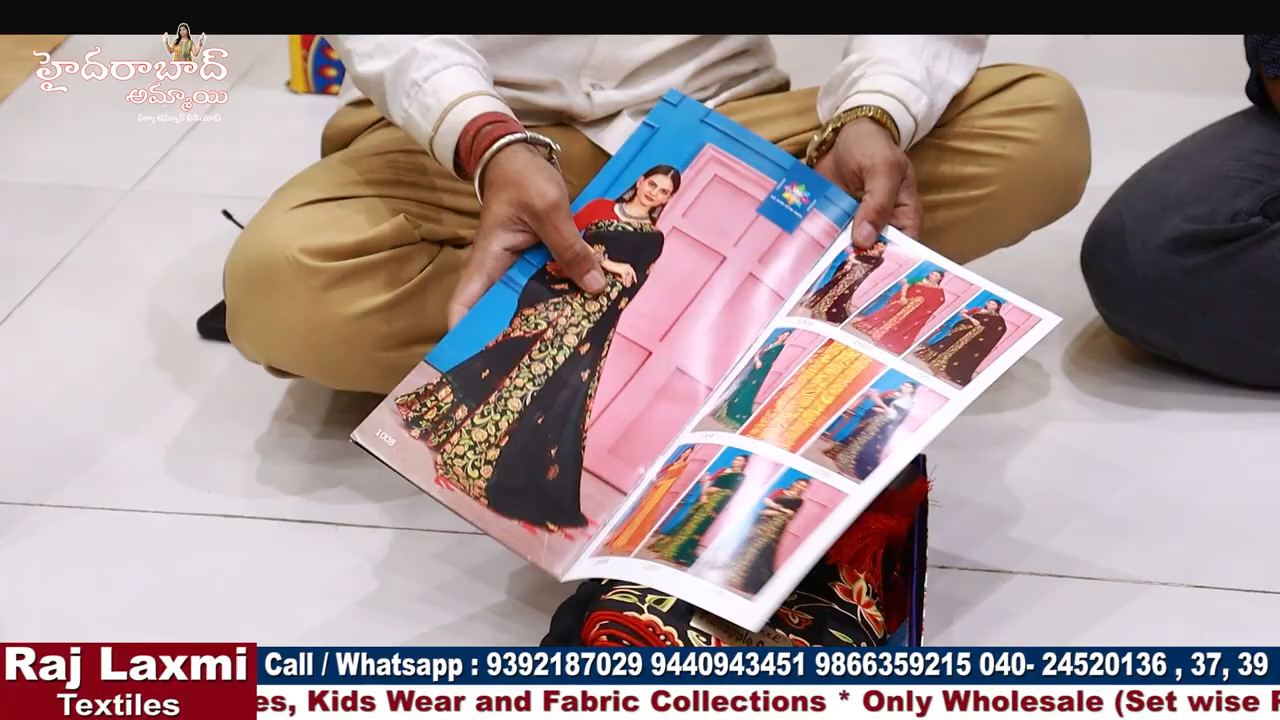 హైదరాబాద్
అమ్మాయి
1008
Raj Laxmi
Textiles
Call / Whatsapp : 9392187029 9440943451 9866359215 040- 24520136 , 37, 39
es, Kids Wear and Fabric Collections * Only Wholesale (Set wise